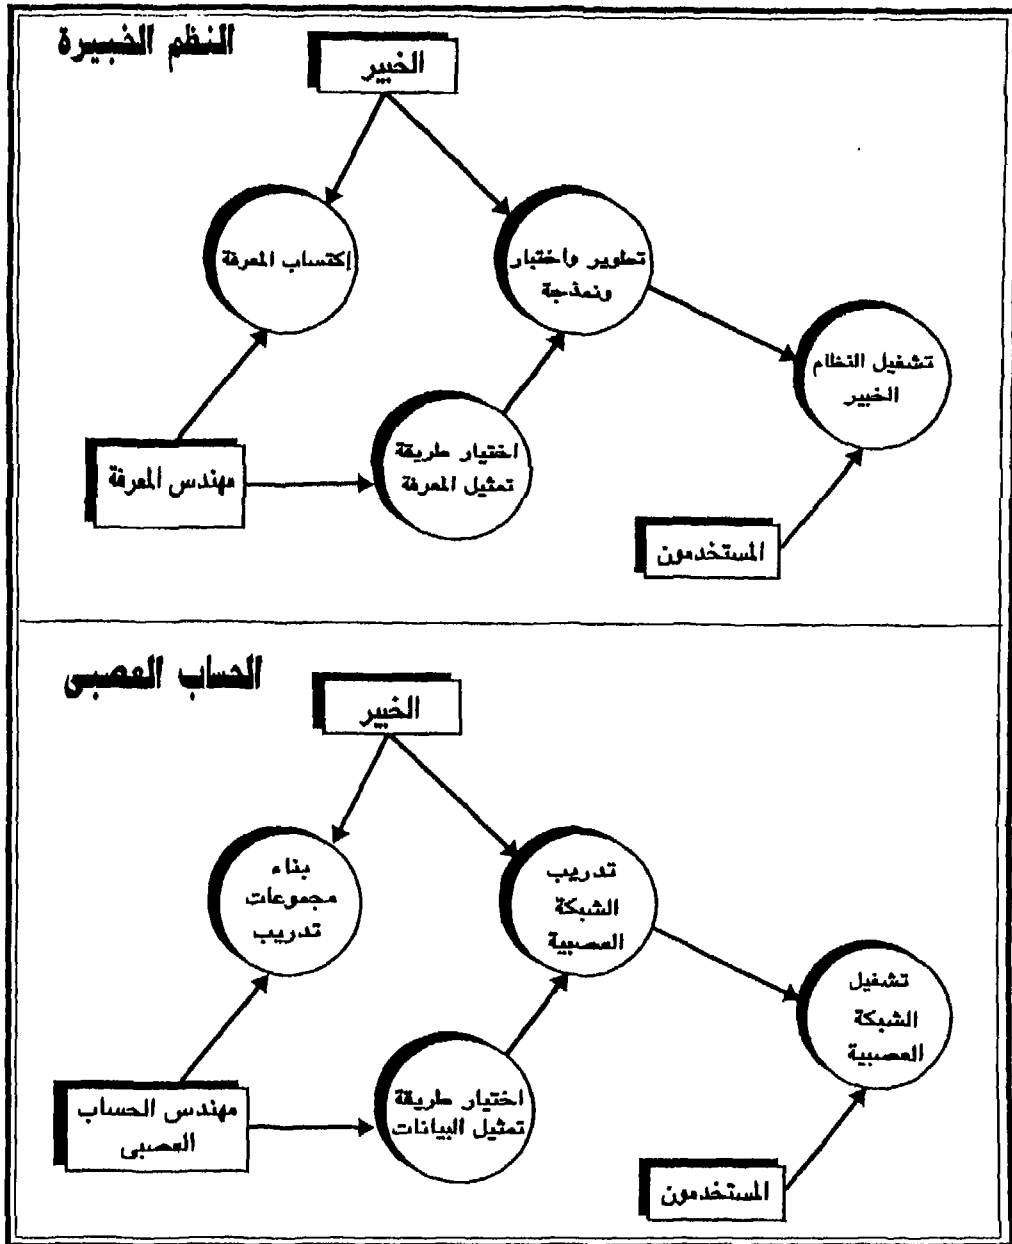 النظم الخبيرة
الخبير
إكتساب المعرفة
تطوير واختبار
ونمذجة
تشغيل النظام
الخبير
اختيار طريقة
تمثيل المعرفة
مهندس المعرفة
المستخدمون
الحساب العصبى
الخبير
بناء
مجموعات
تدريب
تدريب
الشبكة
العصبية
تشغيل
الشبكة
العصبية
اختيار طريقة
تمثيل البيانات
مهندس الحساب
العصبى
المستخدمون